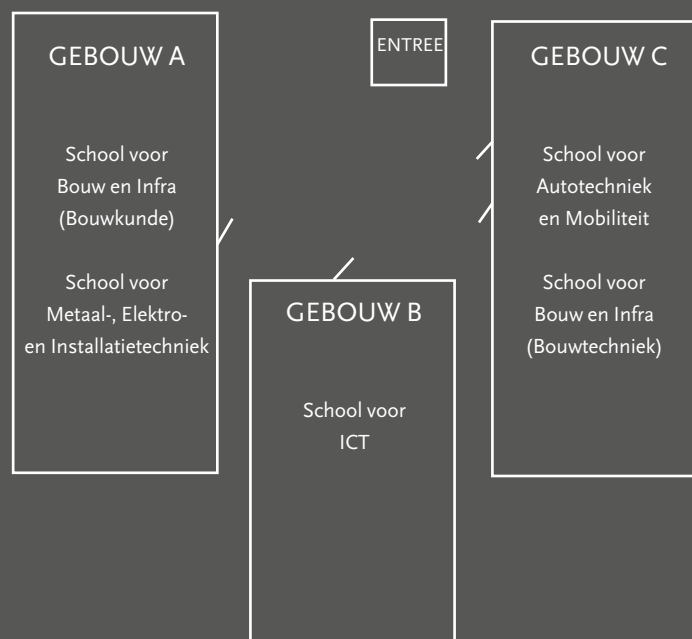 GEBOUW A
School voor
Bouw en Infra
(Bouwkunde)
School voor
Metaal-, Elektro-
en Installatietechniek
ENTREE
GEBOUW B
School voor
ICT
GEBOUW C
School voor
Autotechniek
en Mobiliteit
School voor
Bouw en Infra
(Bouwtechniek)